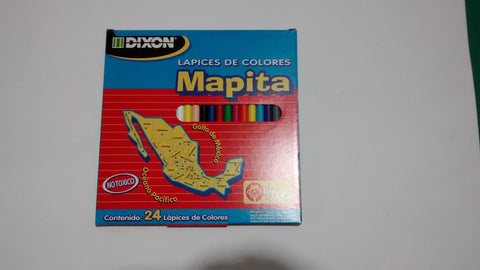 DIXON
LAPICES DE COLORES
Mapita
Golfo de México
NO TOXICO
Océano Pacífico
Contenido: 24 Lápices de Colores